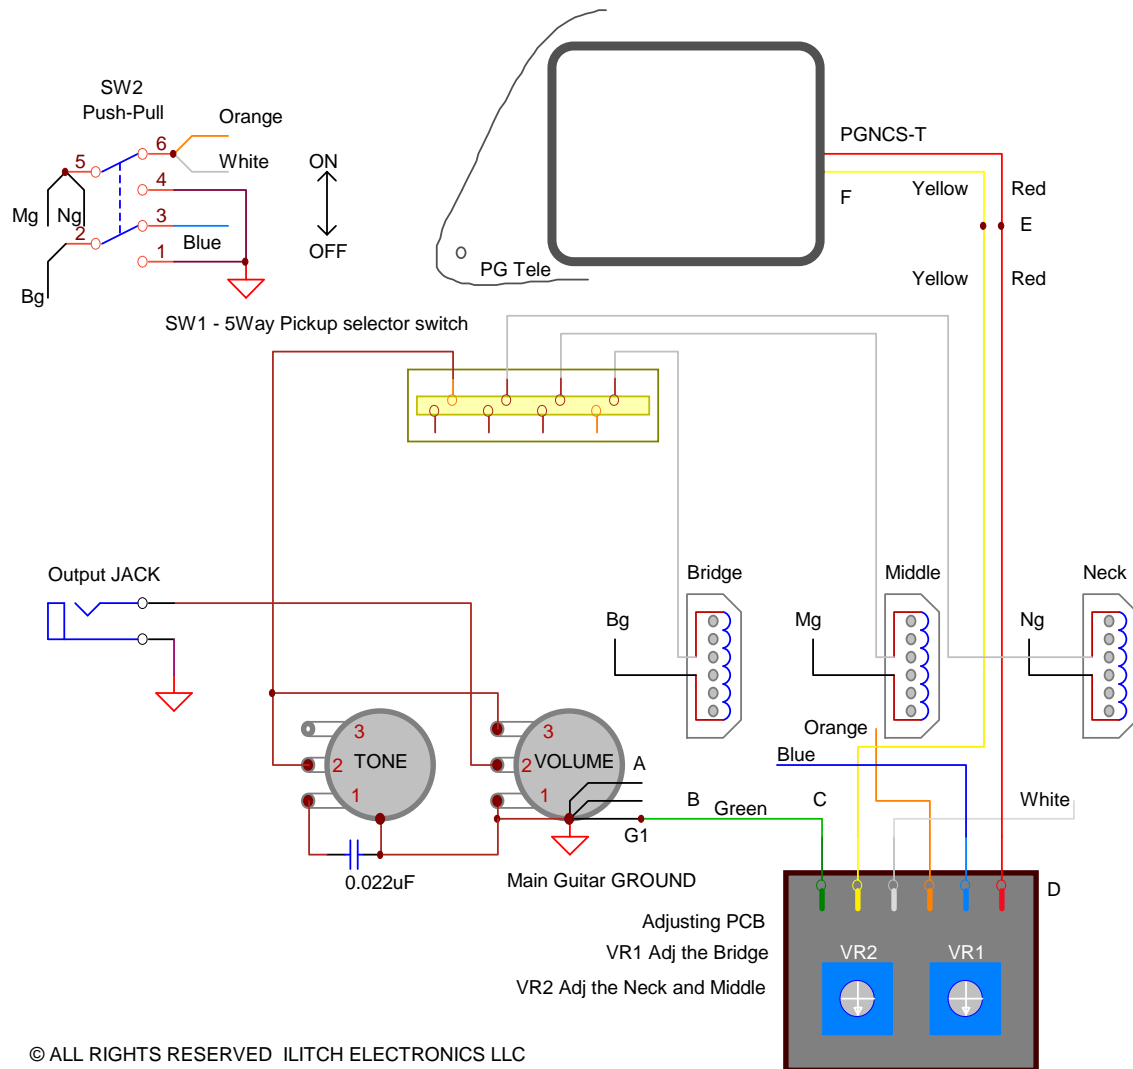 SW2
Push-Pull
Orange
6
White
5
ON
4
Mg
Ng
3
2
Blue
OFF
1
Bg
PGNCS-T
Yellow
Red
F
E
PG Tele
Yellow
Red
SW1 - 5Way Pickup selector switch
Output JACK
Bridge
Middle
Neck
Bg
Mg
Ng
Orange
3
3
Blue
2
TONE
2
VOLUME
A
1
1
B
Green
C
White
G1
0.022uF
Main Guitar GROUND
D
Adjusting PCB
VR1 Adj the Bridge
VR2
VR1
VR2 Adj the Neck and Middle
© ALL RIGHTS RESERVED ILITCH ELECTRONICS LLC